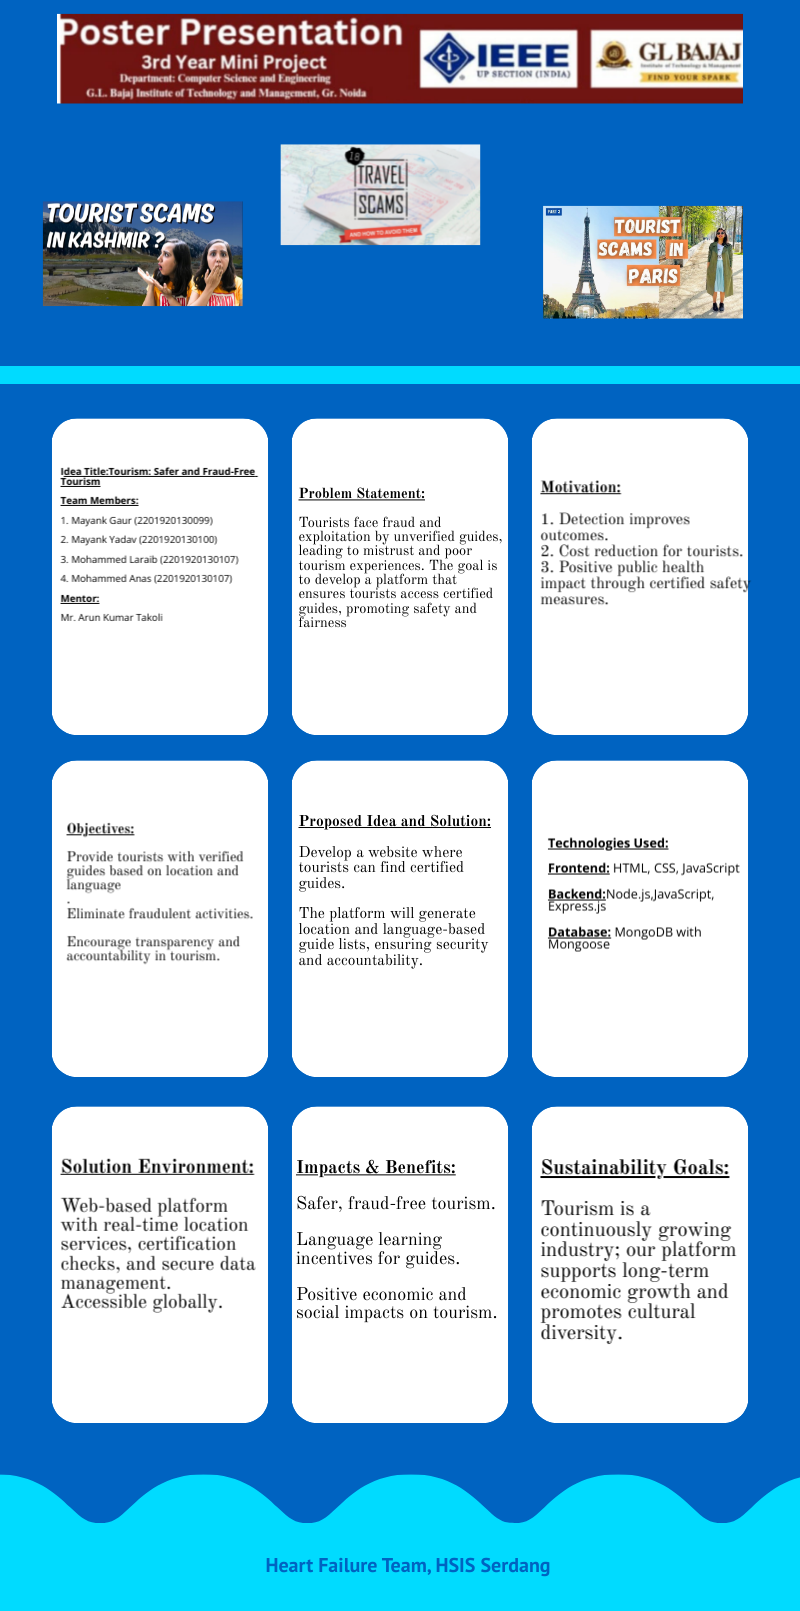 Poster Presentation
3rd Year Mini Project
Department: Computer Science and Engineering
G.L. Bajaj Institute of Technology and Management, Gr. Noida
IEEE
UP SECTION (INDIA)
GL BAJAJ
Institute of Technology & Management
FIND YOUR SPARK
18
TRAVEL
SCAMS
AND HOW TO AVOID THEM
TOURIST SCAMS
IN KASHMIR ?
PART 2
TOURIST
SCAMS IN
PARIS
Idea Title:Tourism: Safer and Fraud-Free
Tourism
Team Members:
1. Mayank Gaur (2201920130099)
2. Mayank Yadav (2201920130100)
3. Mohammed Laraib (2201920130107)
4. Mohammed Anas (2201920130107)
Mentor:
Mr. Arun Kumar Takoli
Problem Statement:
Tourists face fraud and
exploitation by unverified guides,
leading to mistrust and poor
tourism experiences. The goal is
to develop a platform that
ensures tourists access certified
guides, promoting safety and
fairness
Motivation:
1. Detection improves
outcomes.
2. Cost reduction for tourists.
3. Positive public health
impact through certified safety
measures.
Objectives:
Provide tourists with verified
guides based on location and
language
.
Eliminate fraudulent activities.
Encourage transparency and
accountability in tourism.
Proposed Idea and Solution:
Develop a website where
tourists can find certified
guides.
The platform will generate
location and language-based
guide lists, ensuring security
and accountability.
Technologies Used:
Frontend: HTML, CSS, JavaScript
Backend:Node.js,JavaScript,
Express.js
Database: MongoDB with
Mongoose
Solution Environment:
Web-based platform
with real-time location
services, certification
checks, and secure data
management.
Accessible globally.
Impacts & Benefits:
Safer, fraud-free tourism.
Language learning
incentives for guides.
Positive economic and
social impacts on tourism.
Sustainability Goals:
Tourism is a
continuously growing
industry; our platform
supports long-term
economic growth and
promotes cultural
diversity.
Heart Failure Team, HSIS Serdang